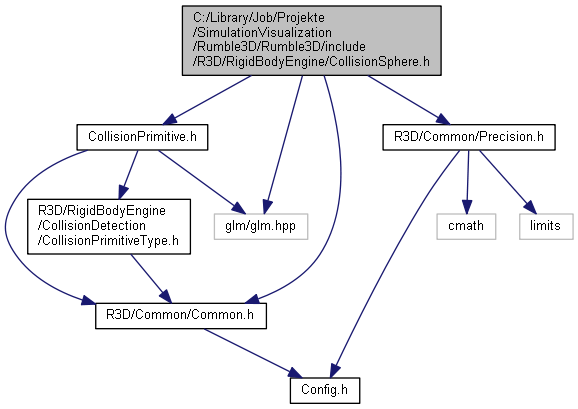 C:/Library/Job/Projekte
/SimulationVisualization
/Rumble3D/Rumble3D/include
/R3D/RigidBodyEngine/CollisionSphere.h
CollisionPrimitive.h
R3D/Common/Precision.h
R3D/RigidBodyEngine
/CollisionDetection
/CollisionPrimitiveType.h
glm/glm.hpp
cmath
limits
R3D/Common/Common.h
Config.h